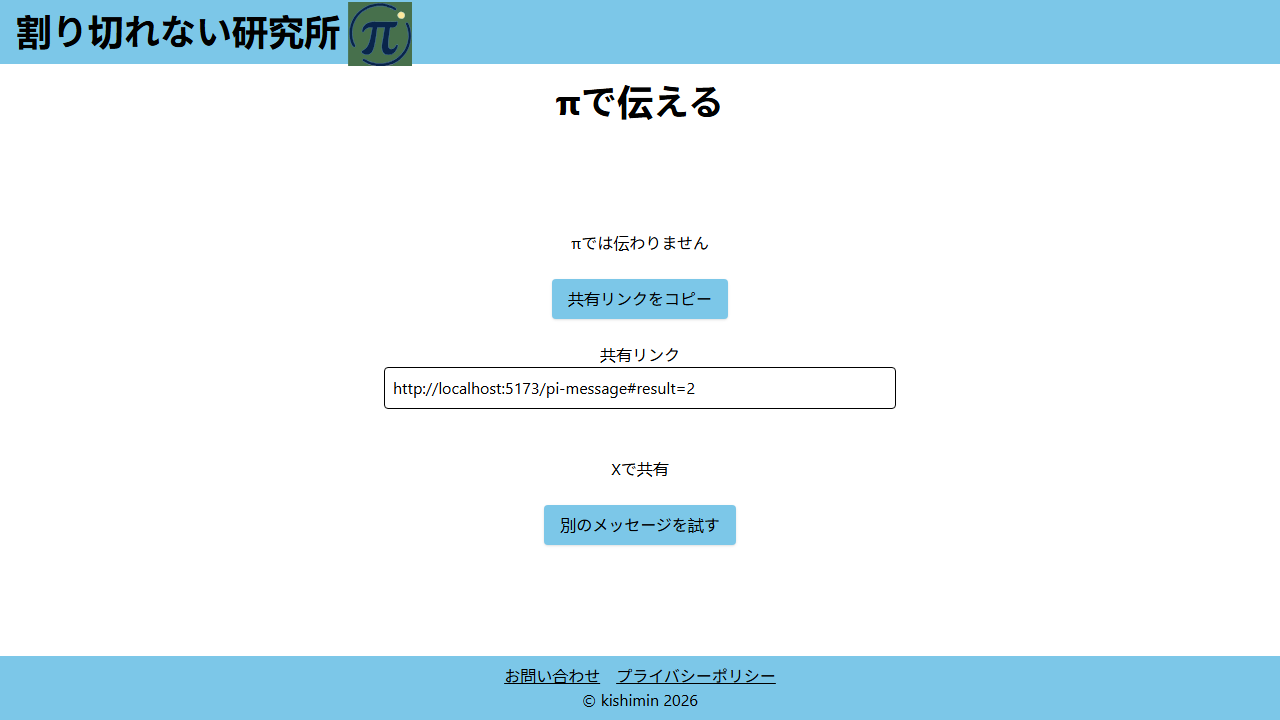 割り切れない研究所 π
πで伝える
πでは伝わりません
共有リンクをコピー
共有リンク
http://localhost:5173/pi-message#result=2
Xで共有
別のメッセージを試す
お問い合わせ プライバシーポリシー
© kishimin 2026